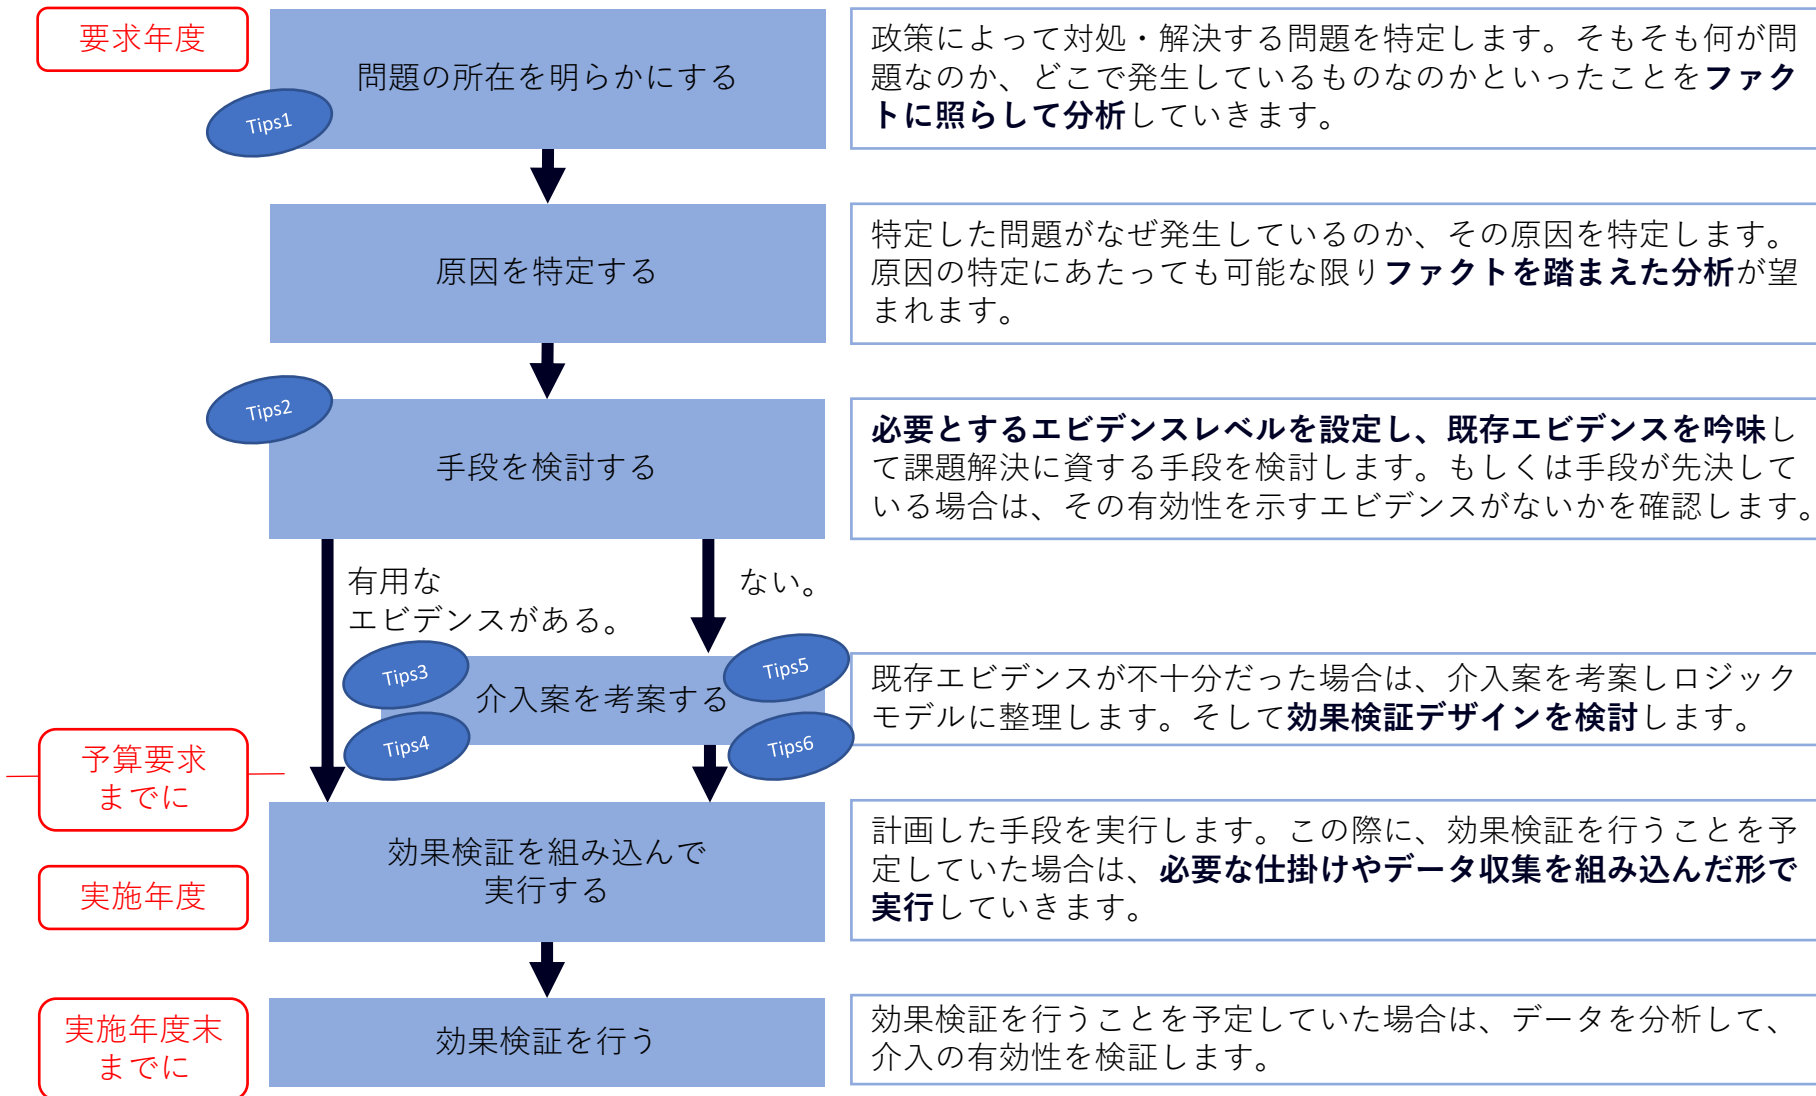 要求年度
問題の所在を明らかにする
Tips1
政策によって対処・解決する問題を特定します。そもそも何が問
題なのか、どこで発生しているものなのかといったことをファク
トに照らして分析していきます。
原因を特定する
特定した問題がなぜ発生しているのか、その原因を特定します。
原因の特定にあたっても可能な限りファクトを踏まえた分析が望
まれます。
Tips2
手段を検討する
必要とするエビデンスレベルを設定し、既存エビデンスを吟味し
て課題解決に資する手段を検討します。もしくは手段が先決して
いる場合は、その有効性を示すエビデンスがないかを確認します。
有用な
エビデンスがある。
ない。
Tips3
Tips5
介入案を考案する
Tips4
Tips6
既存エビデンスが不十分だった場合は、介入案を考案しロジック
モデルに整理します。そして効果検証デザインを検討します。
予算要求
までに
効果検証を組み込んで
実行する
実施年度
計画した手段を実行します。この際に、効果検証を行うことを予
定していた場合は、必要な仕掛けやデータ収集を組み込んだ形で
実行していきます。
実施年度末
までに
効果検証を行う
効果検証を行うことを予定していた場合は、データを分析して、
介入の有効性を検証します。